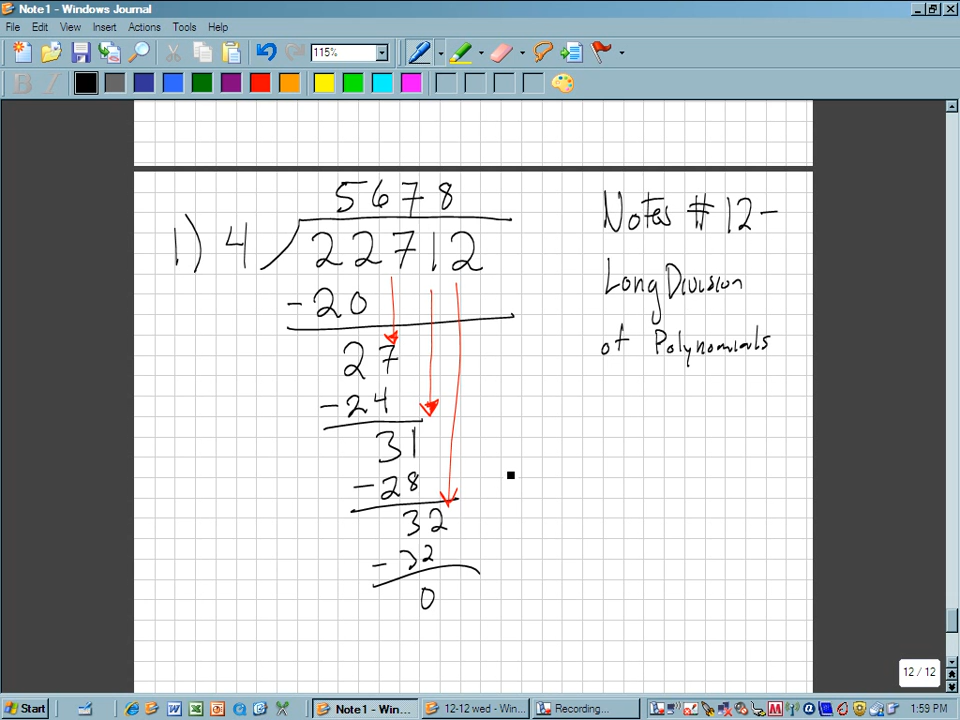 Note1 - Windows Journal
File Edit View Insert Actions Tools Help
115%
B I
5678
1) 4 22712
-20
27
-24
31
-28
32
-32
0
Notes #12-
Long Division
of Polynomials
12 / 12
Start Note1 - Win... 12-12 wed - Win... Recording... 1:59 PM